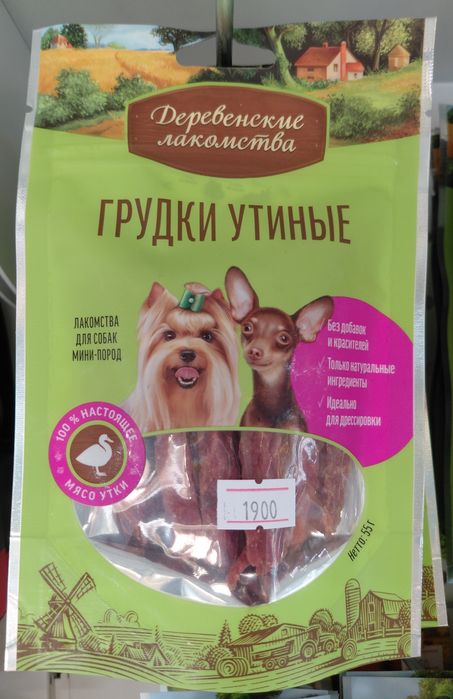 Деревенские
лакомства
ГРУДКИ УТИНЫЕ
ЛАКОМСТВА
ДЛЯ СОБАК
МИНИ-ПОРОД
Без добавок
и красителей
Только натуральные
ингредиенты
Идеально
для дрессировки
100 % НАСТОЯЩЕЕ
МЯСО УТКИ
1900
Нетто: 55 г